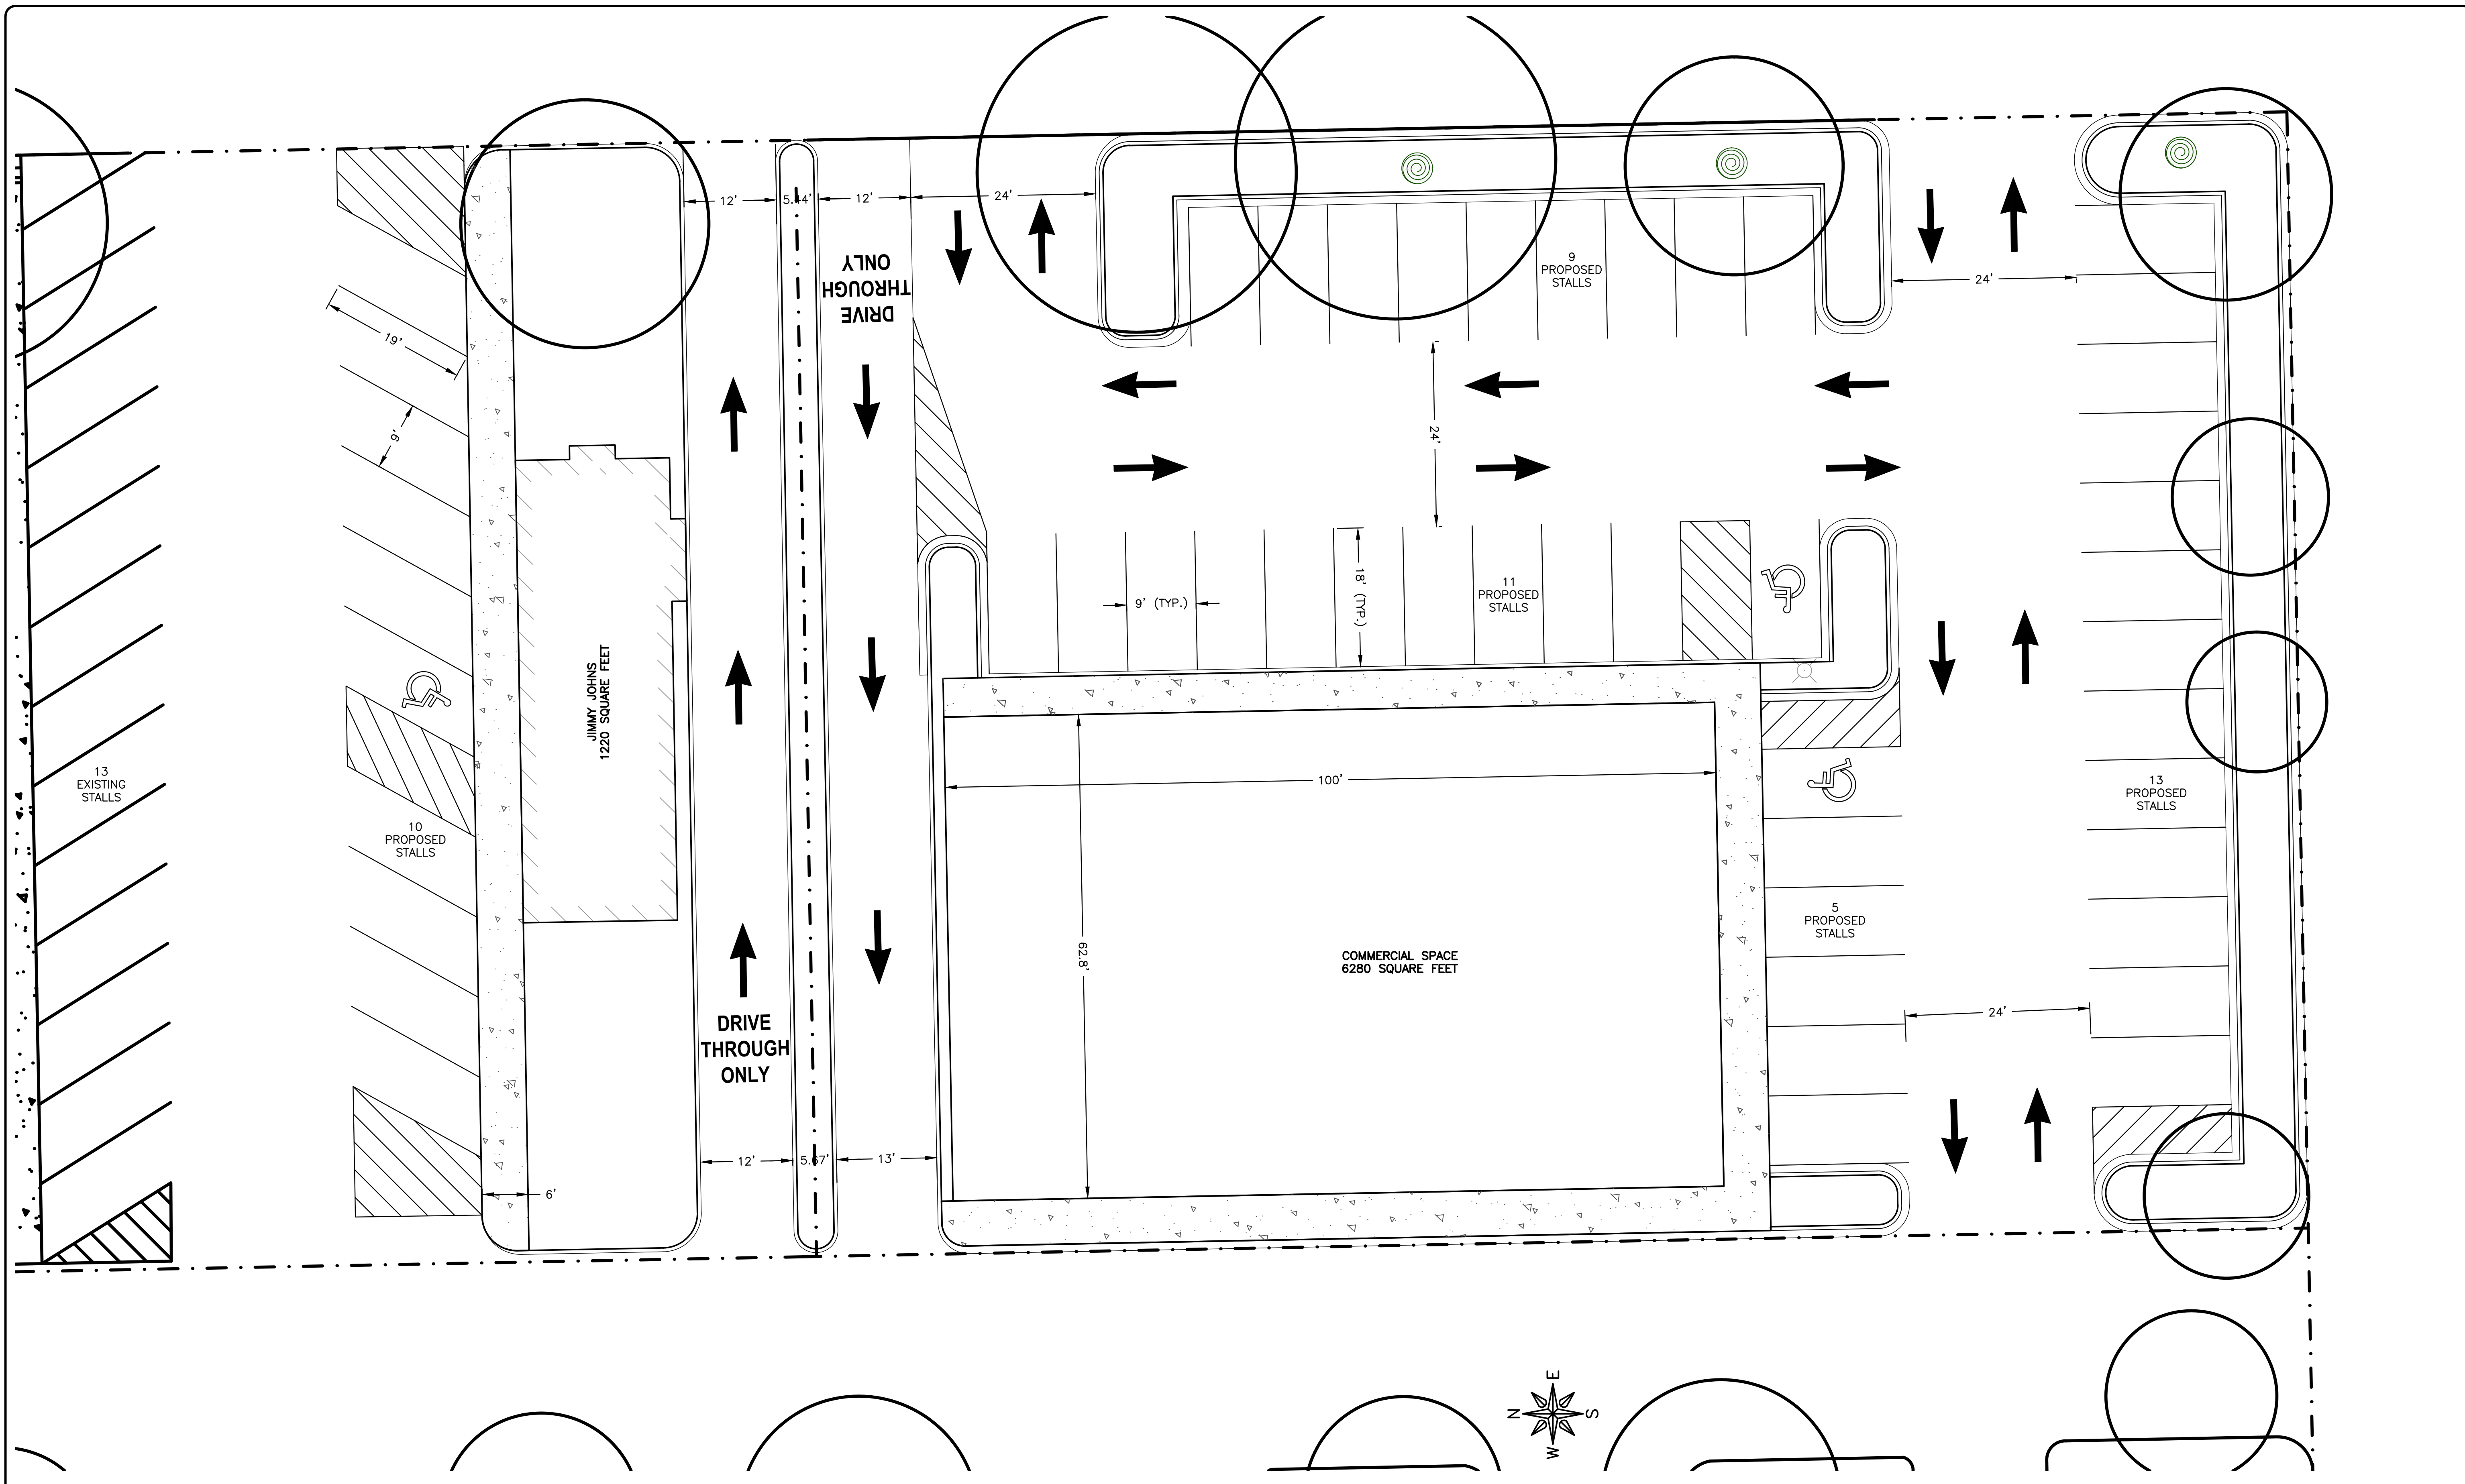 12'
5.44'
12'
24'
DRIVE
THROUGH
ONLY
9
PROPOSED
STALLS
24'
19'
9'
24'
9' (TYP.)
18' (TYP.)
11
PROPOSED
STALLS
JIMMY JOHNS
1220 SQUARE FEET
13
EXISTING
STALLS
10
PROPOSED
STALLS
100'
13
PROPOSED
STALLS
5
PROPOSED
STALLS
62.8'
COMMERCIAL SPACE
6280 SQUARE FEET
24'
DRIVE
THROUGH
ONLY
12'
5.67'
13'
6'
E
N
S
W